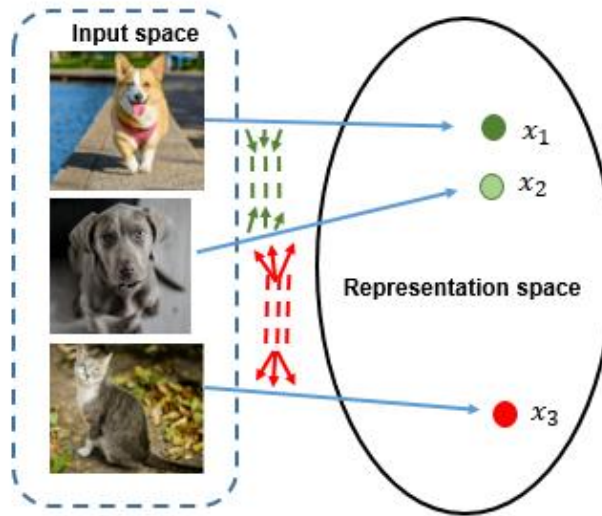 Input space
x₁
x₂
Representation space
x₃